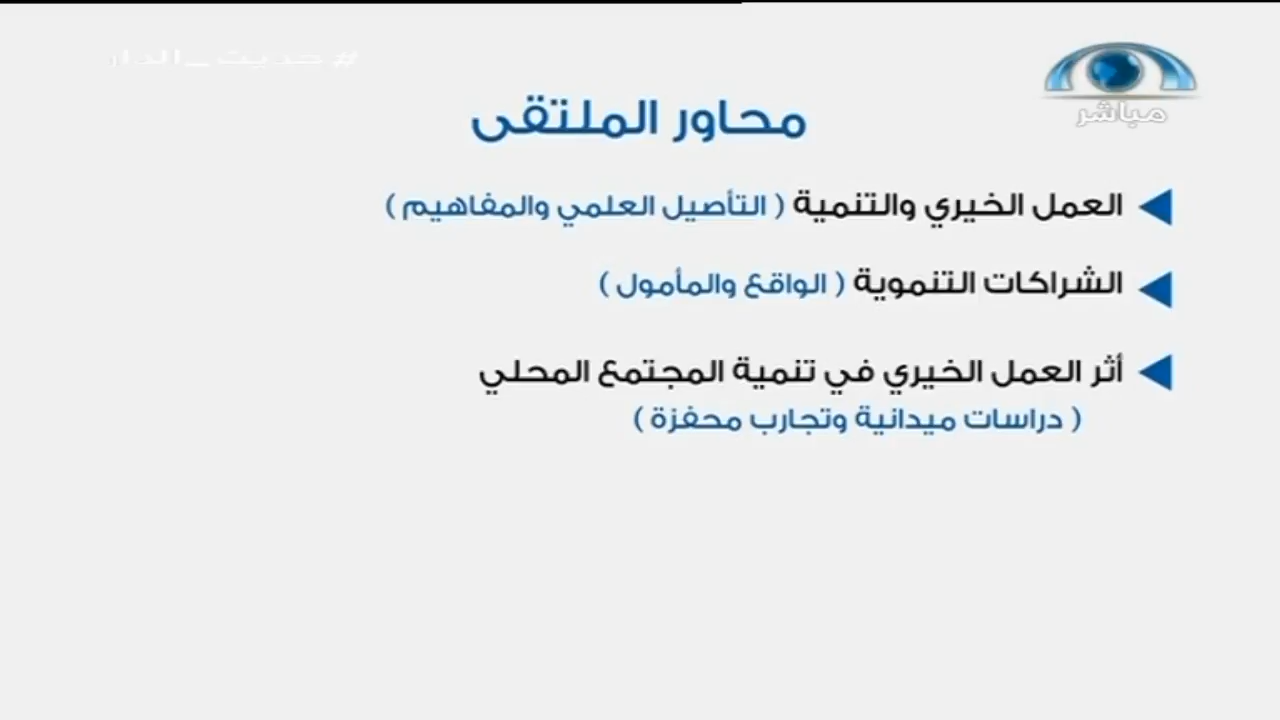 #حديث_الدار
مباشر
محاور الملتقى
العمل الخيري والتنمية ( التأصيل العلمي والمفاهيم )
الشراكات التنموية ( الواقع والمأمول )
أثر العمل الخيري في تنمية المجتمع المحلي
( دراسات ميدانية وتجارب محفزة )